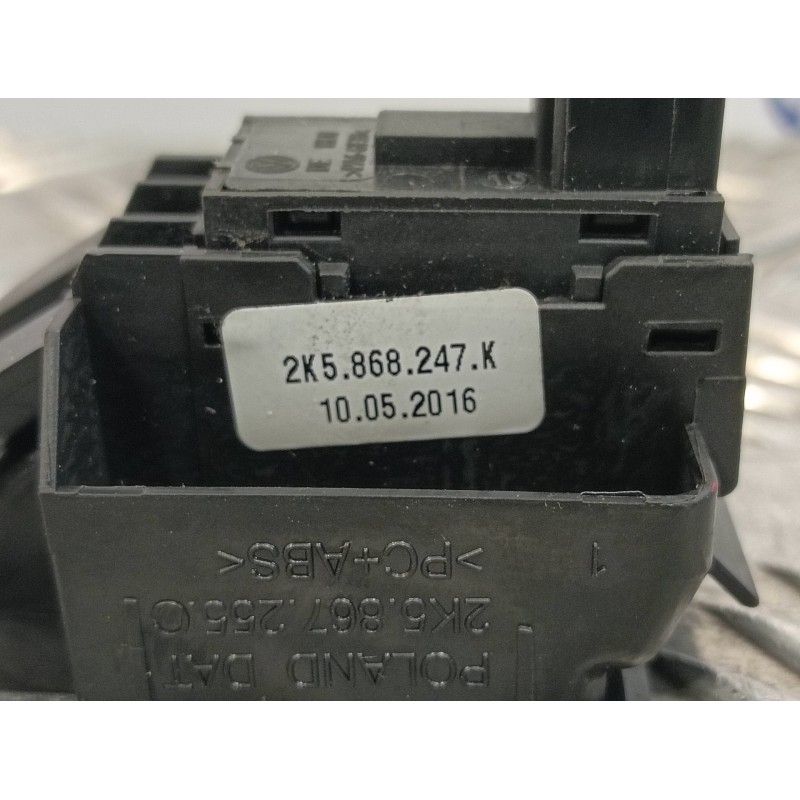 2K5.868.247.K
10.05.2016
1
>PC+ABS<
2K5.867.255.C
POLAND DAT